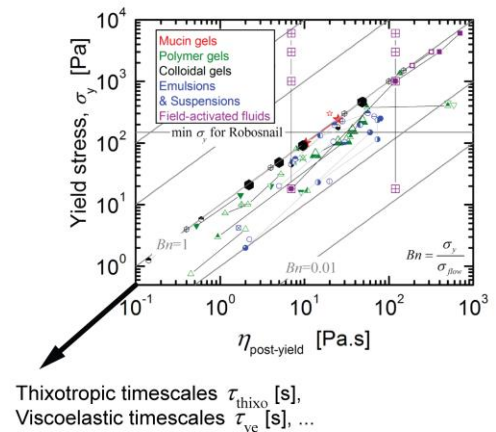 Yield stress, σy [Pa]
10^4
10^3
10^2
10^1
10^0
Mucin gels
Polymer gels
Colloidal gels
Emulsions
& Suspensions
Field-activated fluids
min σy for Robosnail
Bn=1
Bn=0.01
Bn = σy / σflow
10^-1 10^0 10^1 10^2 10^3
ηpost-yield [Pa.s]
Thixotropic timescales τthixo [s],
Viscoelastic timescales τve [s], ...